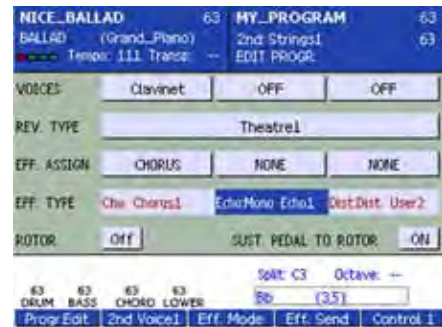 NICE_BALLAD 63 MY_PROGRAM 63
BALLAD (Grand_Piano) 2nd: Strings1 63
Tempo: 111 Transp: -- EDIT PROGR.
VOICES Clavinet OFF OFF
REV. TYPE Theatre1
EFF. ASSIGN CHORUS NONE NONE
EFF. TYPE Cho: Chorus1 Echo:Mono Echo1 Dist:Dist. User2
ROTOR Off SUST. PEDAL TO ROTOR ON
Split: C3 Octave: --
63 63 63 63
DRUM BASS CHORD LOWER Bb (35)
Progr.Edit 2nd Voice1 Eff. Mode Eff. Send Control 1